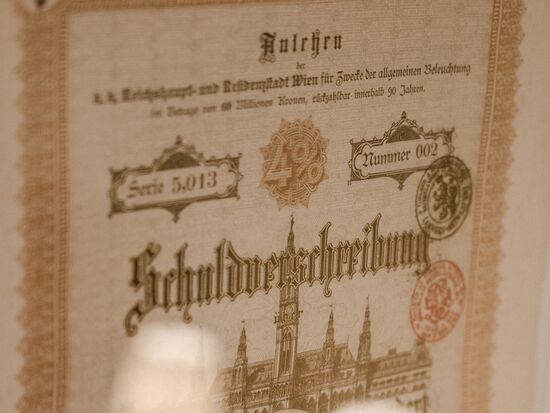 Anlehen
der
k. k. Reichshaupt- und Residenzstadt Wien für Zwecke der allgemeinen Beleuchtung
im Betrage von 60 Millionen Kronen, rückzahlbar innerhalb 90 Jahren.
Serie 5,013
4%
Nummer 002
Schuldverschreibung
über